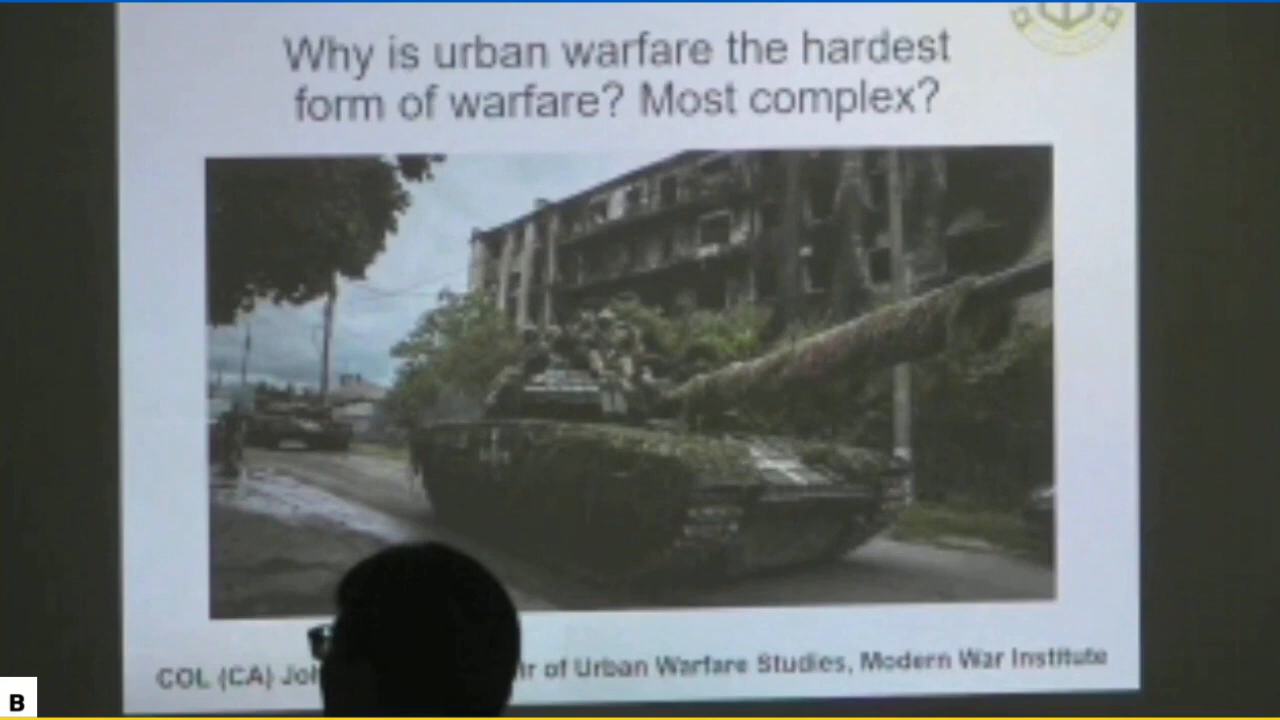 Why is urban warfare the hardest
form of warfare? Most complex?
COL (CA) of Urban Warfare Studies, Modern War Institute
B